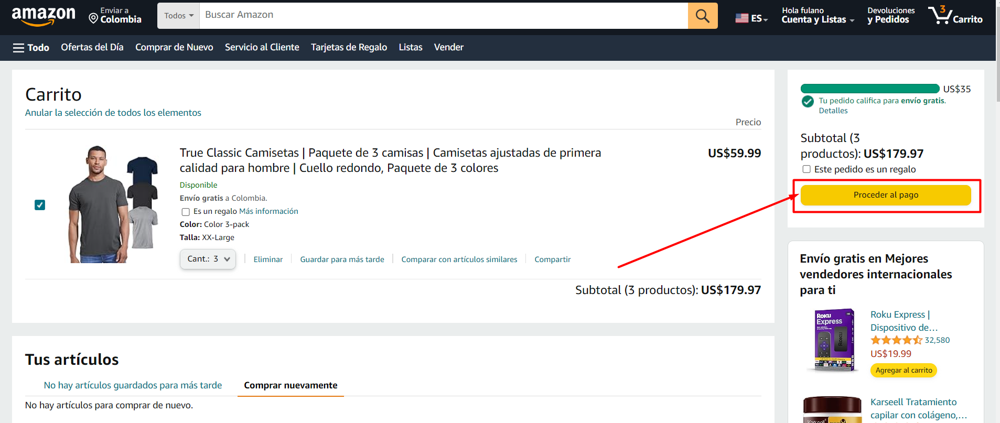 amazon
Enviar a
Colombia
Todos
Buscar Amazon
ES
Hola fulano
Cuenta y Listas
Devoluciones
y Pedidos
3
Carrito
Todo
Ofertas del Día
Comprar de Nuevo
Servicio al Cliente
Tarjetas de Regalo
Listas
Vender
Carrito
Anular la selección de todos los elementos
Precio
True Classic Camisetas | Paquete de 3 camisas | Camisetas ajustadas de primera
calidad para hombre | Cuello redondo, Paquete de 3 colores
US$59.99
Disponible
Envío gratis a Colombia.
Es un regalo Más información
Color: Color 3-pack
Talla: XX-Large
Cant.: 3
Eliminar
Guardar para más tarde
Comparar con artículos similares
Compartir
Subtotal (3 productos): US$179.97
US$35
Tu pedido califica para envío gratis.
Detalles
Subtotal (3
productos): US$179.97
Este pedido es un regalo
Proceder al pago
Envío gratis en Mejores
vendedores internacionales
para ti
Roku
Express
Roku
Roku Express |
Dispositivo de…
32,580
US$19.99
Agregar al carrito
Karseell
Karseell Tratamiento
capilar con colágeno,…
Tus artículos
No hay artículos guardados para más tarde
Comprar nuevamente
No hay artículos para comprar de nuevo.